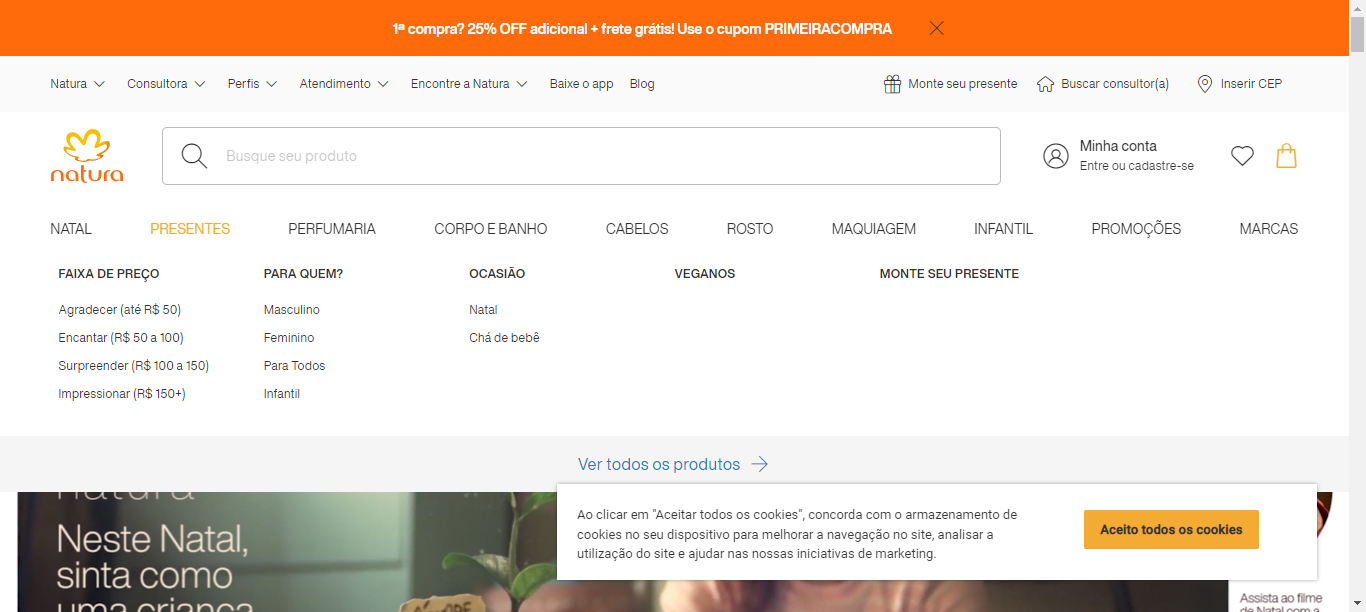 1ª compra? 25% OFF adicional + frete grátis! Use o cupom PRIMEIRACOMPRA
Natura Consultora Perfis Atendimento Encontre a Natura Baixe o app Blog Monte seu presente Buscar consultor(a) Inserir CEP
natura
Busque seu produto
Minha conta
Entre ou cadastre-se
NATAL PRESENTES PERFUMARIA CORPO E BANHO CABELOS ROSTO MAQUIAGEM INFANTIL PROMOÇÕES MARCAS
FAIXA DE PREÇO PARA QUEM? OCASIÃO VEGANOS MONTE SEU PRESENTE
Agradecer (até R$ 50) Masculino Natal
Encantar (R$ 50 a 100) Feminino Chá de bebê
Surpreender (R$ 100 a 150) Para Todos
Impressionar (R$ 150+) Infantil
Ver todos os produtos
natura
Neste Natal,
sinta como
uma criança
Ao clicar em "Aceitar todos os cookies", concorda com o armazenamento de
cookies no seu dispositivo para melhorar a navegação no site, analisar a
utilização do site e ajudar nas nossas iniciativas de marketing.
Aceito todos os cookies
Assista ao filme
de Natal com a